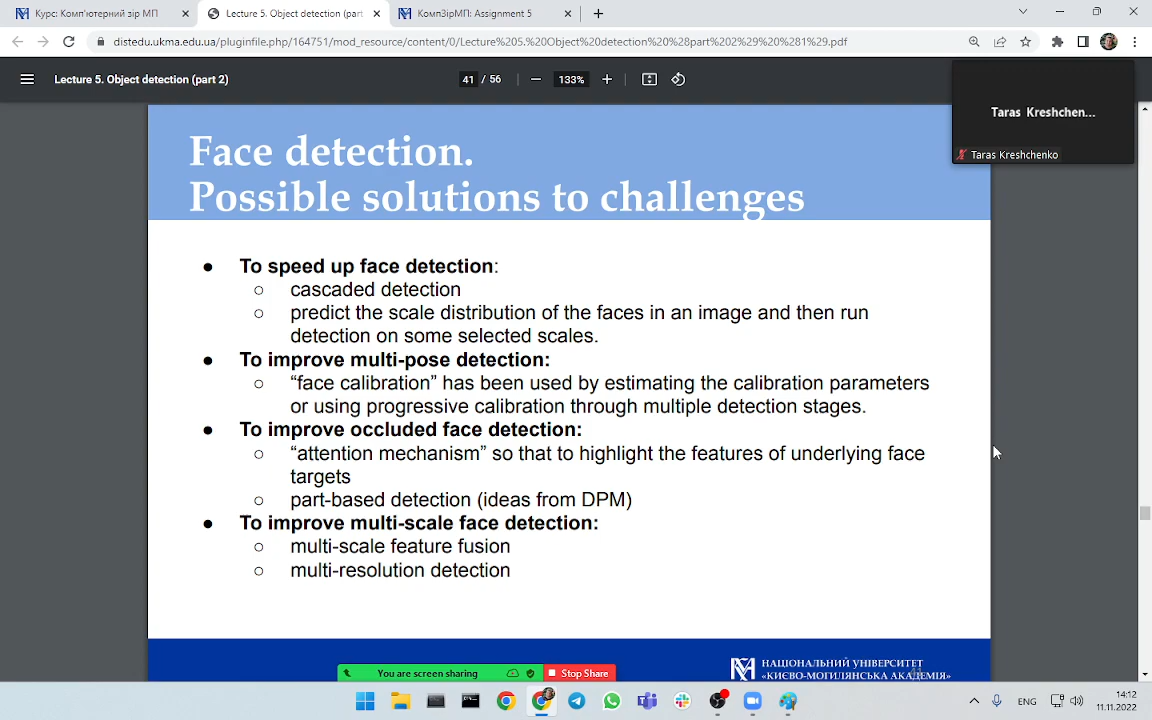 Курс: Комп'ютерний зір МП
Lecture 5. Object detection (part
КомпЗірМП: Assignment 5
distedu.ukma.edu.ua/pluginfile.php/164751/mod_resource/content/0/Lecture%205.%20Object%20detection%20%28part%202%29%20%281%29.pdf
Lecture 5. Object detection (part 2)
41 / 56
133%
Taras Kreshchen...
Taras Kreshchenko
Face detection.
Possible solutions to challenges
● To speed up face detection:
○ cascaded detection
○ predict the scale distribution of the faces in an image and then run
detection on some selected scales.
● To improve multi-pose detection:
○ “face calibration” has been used by estimating the calibration parameters
or using progressive calibration through multiple detection stages.
● To improve occluded face detection:
○ “attention mechanism” so that to highlight the features of underlying face
targets
○ part-based detection (ideas from DPM)
● To improve multi-scale face detection:
○ multi-scale feature fusion
○ multi-resolution detection
НАЦІОНАЛЬНИЙ УНІВЕРСИТЕТ
«КИЄВО-МОГИЛЯНСЬКА АКАДЕМІЯ»
41
You are screen sharing
Stop Share
ENG
14:12
11.11.2022